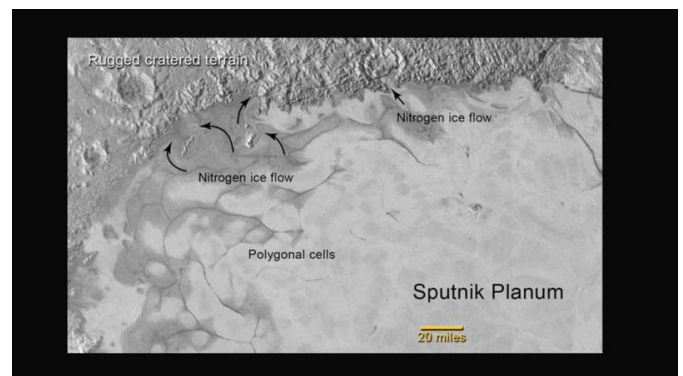 Rugged cratered terrain
Nitrogen ice flow
Nitrogen ice flow
Polygonal cells
Sputnik Planum
20 miles